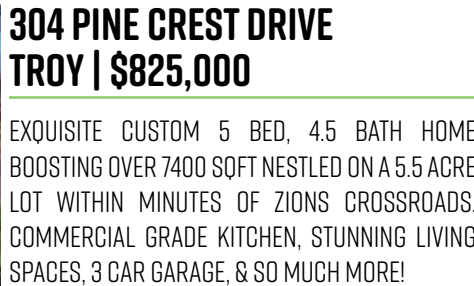 304 PINE CREST DRIVE
TROY | $825,000
EXQUISITE CUSTOM 5 BED, 4.5 BATH HOME
BOOSTING OVER 7400 SQFT NESTLED ON A 5.5 ACRE
LOT WITHIN MINUTES OF ZIONS CROSSROADS.
COMMERCIAL GRADE KITCHEN, STUNNING LIVING
SPACES, 3 CAR GARAGE, & SO MUCH MORE!